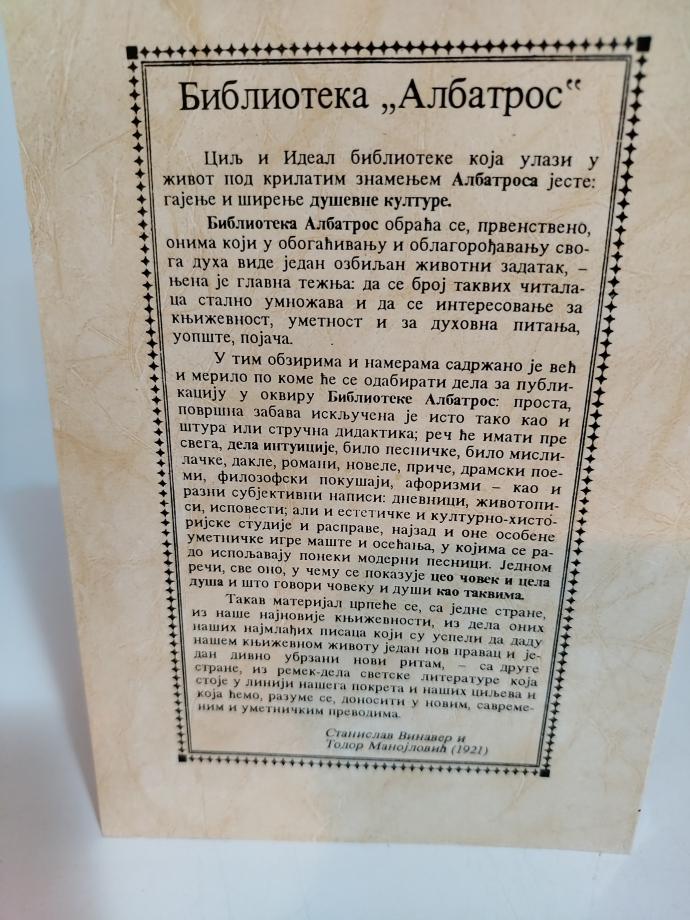 Библиотека „Албатрос“
Циљ и Идеал библиотеке која улази у
живот под крилатим знамењем Албатроса јесте:
гајење и ширење душевне културе.
Библиотека Албатрос обраћа се, првенствено,
онима који у обогаћивању и облагорођавању сво-
га духа виде један озбиљан животни задатак, –
њена је главна тежња: да се број таквих читала-
ца стално умножава и да се интересовање за
књижевност, уметност и за духовна питања,
уопште, појача.
У тим обзирима и намерама садржано је већ
и мерило по коме ће се одабирати дела за публи-
кацију у оквиру Библиотеке Албатрос: проста,
површна забава искључена је исто тако као и
штура или стручна дидактика; реч ће имати пре
свега, дела интуиције, било песничке, било мисли-
лачке, дакле, романи, новеле, приче, драмски пое-
ми, филозофски покушаји, афоризми – као и
разни субјективни написи: дневници, животопи-
си, исповести; али и естетичке и културно-хисто-
ријске студије и расправе, најзад и оне особене
уметничке игре маште и осећања, у којима се ра-
до испољавају понеки модерни песници. Једном
речи, све оно, у чему се показује цео човек и цела
душа и што говори човеку и души као таквима.
Такав материјал црпеће се, са једне стране,
из наше најновије књижевности, из дела оних
наших најмлађих писаца који су успели да даду
нашем књижевном животу један нов правац и је-
дан дивно убрзани нови ритам, – са друге
стране, из ремек-дела светске литературе која
стоје у линији нашега покрета и наших циљева и
која ћемо, разуме се, доносити у новим, савреме-
ним и уметничким преводима.
Станислав Винавер и
Тодор Манојловић (1921)